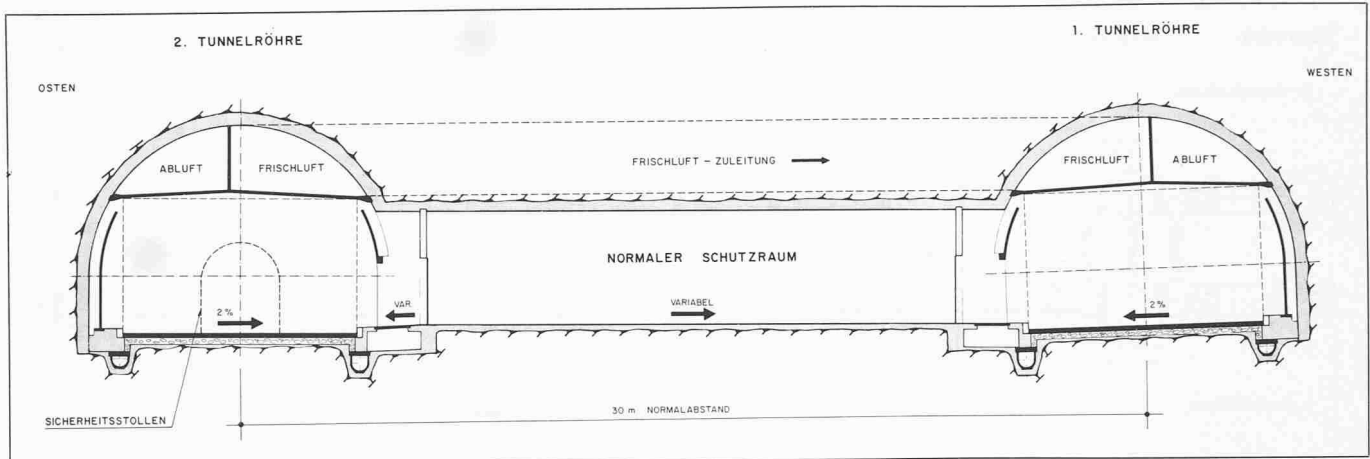 2. TUNNELRÖHRE
1. TUNNELRÖHRE
OSTEN
WESTEN
ABLUFT
FRISCHLUFT
FRISCHLUFT - ZULEITUNG
FRISCHLUFT
ABLUFT
NORMALER SCHUTZRAUM
2%
VAR.
VARIABEL
2%
30 m NORMALABSTAND
SICHERHEITSSTOLLEN